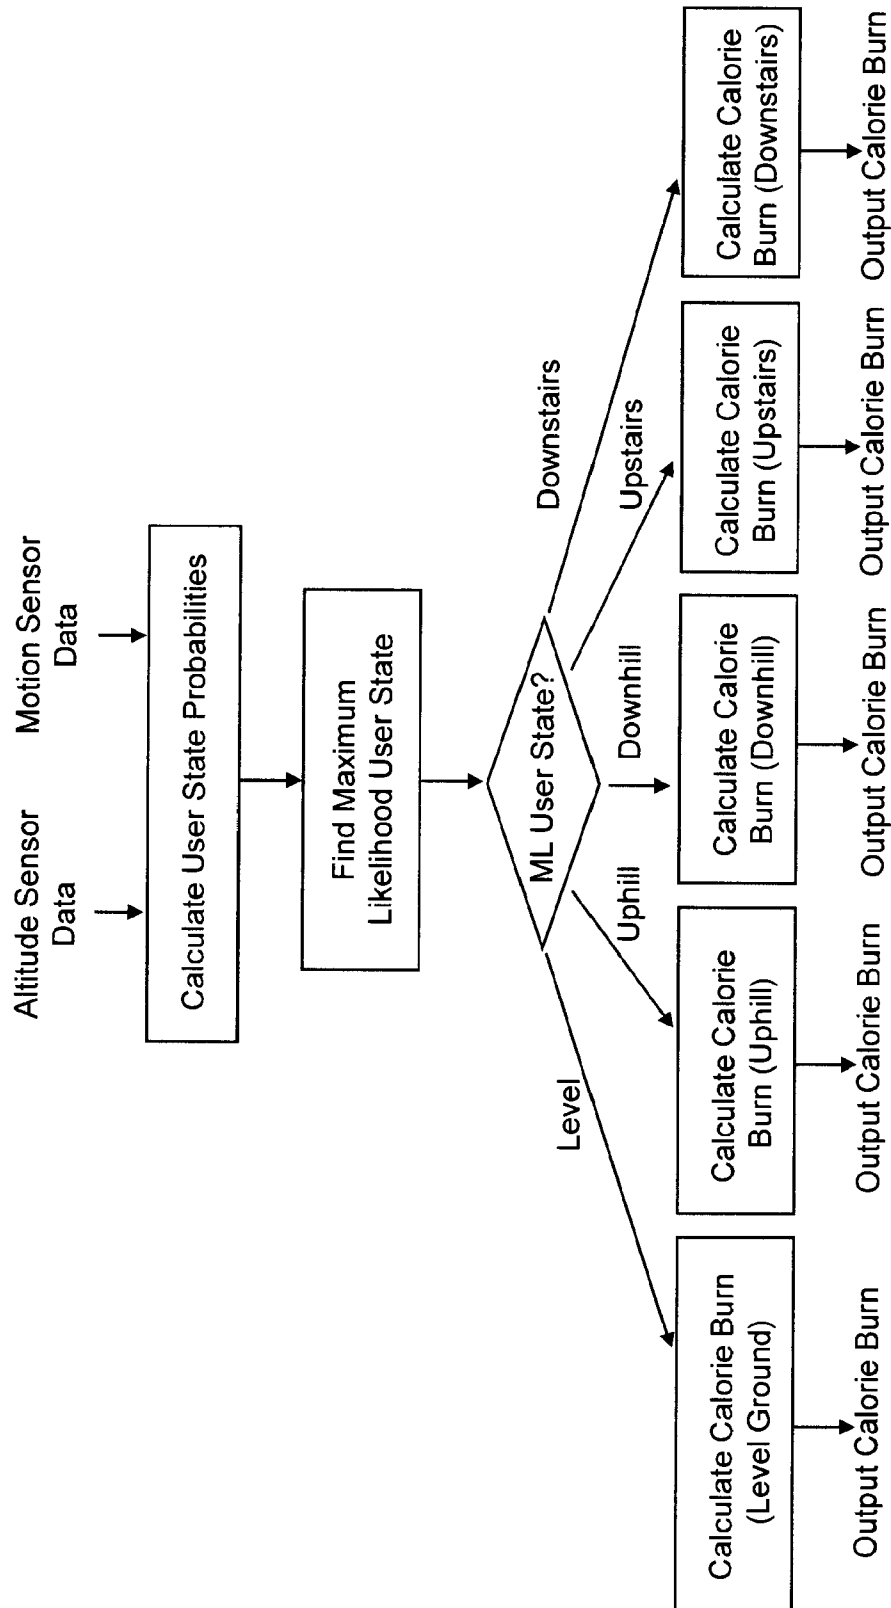 Altitude Sensor
Data
Motion Sensor
Data
Calculate User State Probabilities
Find Maximum
Likelihood User State
ML User State?
Level
Uphill
Downhill
Upstairs
Downstairs
Calculate Calorie Burn
(Level Ground)
Calculate Calorie
Burn (Uphill)
Calculate Calorie
Burn (Downhill)
Calculate Calorie
Burn (Upstairs)
Calculate Calorie
Burn (Downstairs)
Output Calorie Burn
Output Calorie Burn
Output Calorie Burn
Output Calorie Burn
Output Calorie Burn